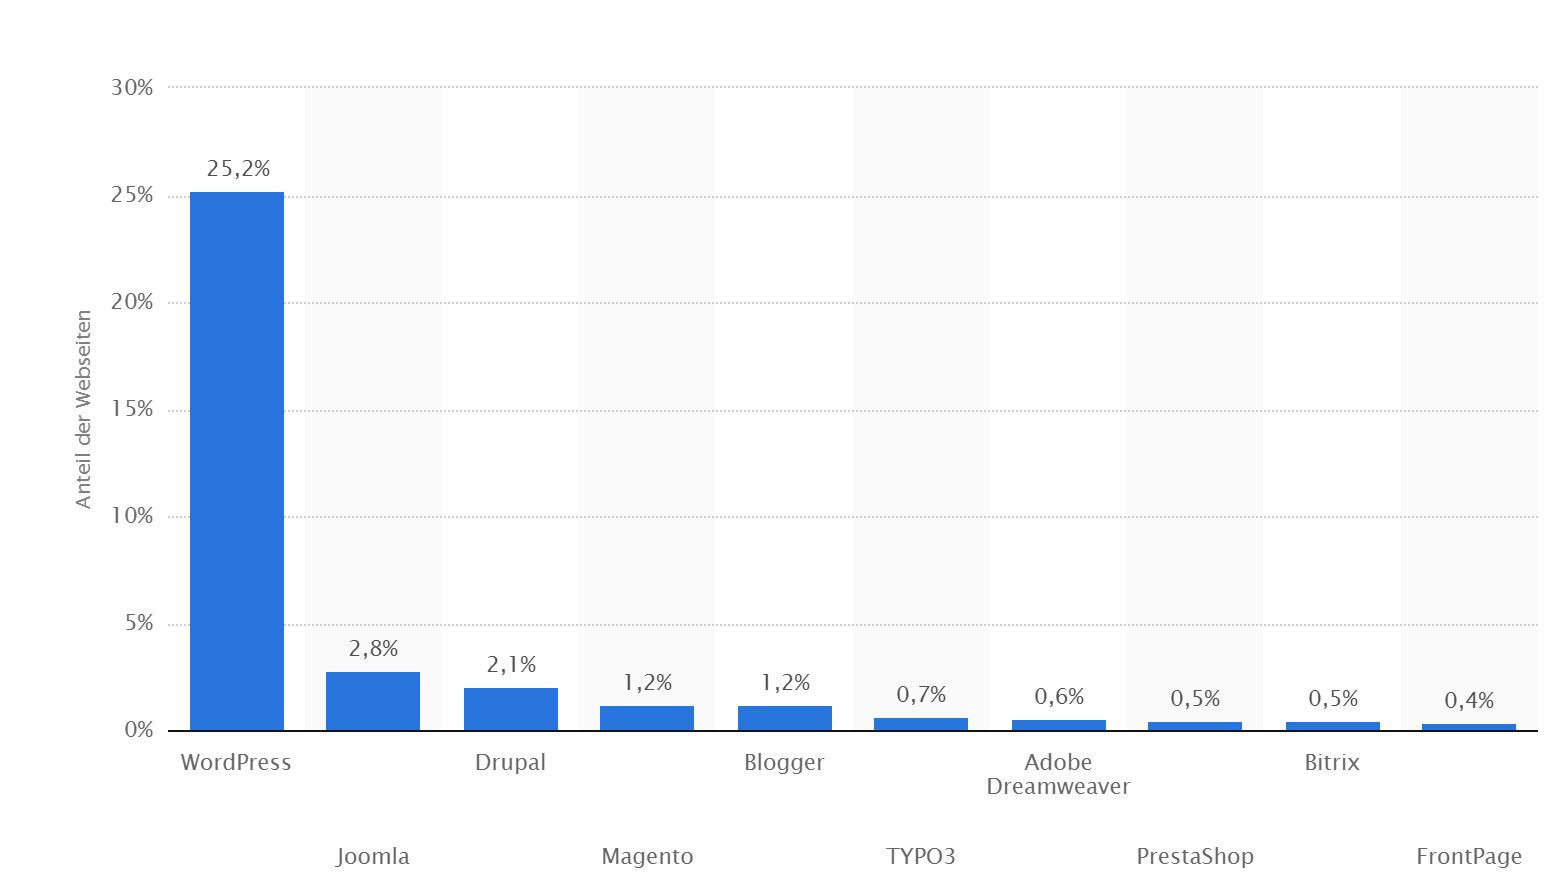 30%
25%
20%
15%
10%
5%
0%
Anteil der Webseiten
25,2%
2,8%
2,1%
1,2%
1,2%
0,7%
0,6%
0,5%
0,5%
0,4%
WordPress
Joomla
Drupal
Magento
Blogger
TYPO3
Adobe
Dreamweaver
PrestaShop
Bitrix
FrontPage